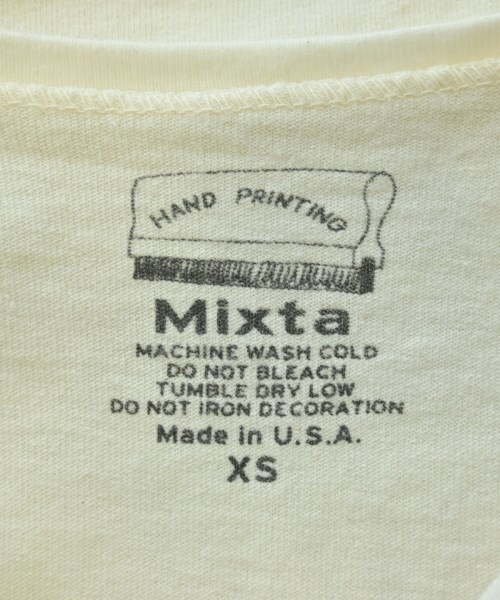 HAND PRINTING
Mixta
MACHINE WASH COLD
DO NOT BLEACH
TUMBLE DRY LOW
DO NOT IRON DECORATION
Made in U.S.A.
XS